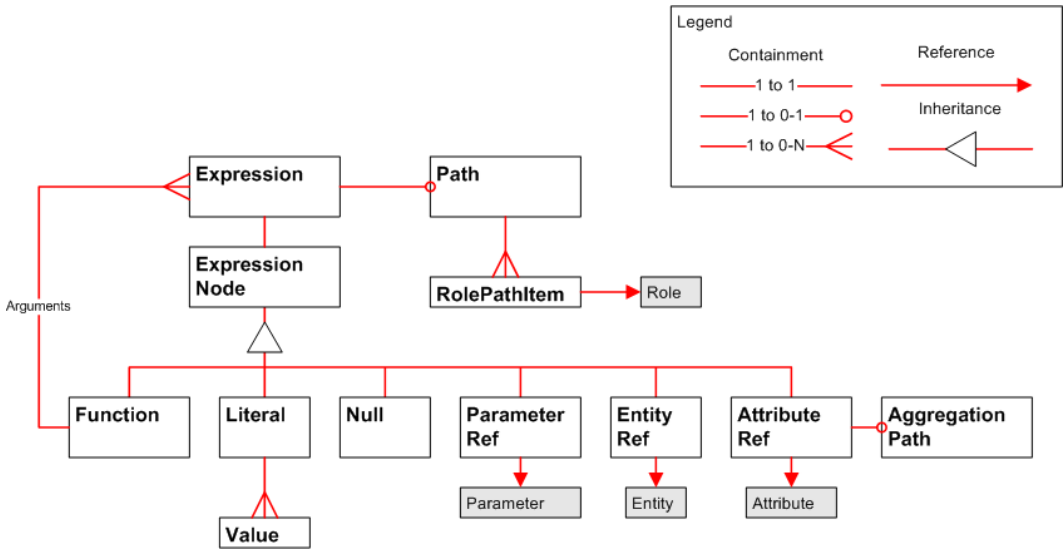 Legend
Containment
Reference
1 to 1
1 to 0-1
Inheritance
1 to 0-N
Expression
Path
Expression
Node
RolePathItem
Role
Arguments
Function
Literal
Null
Parameter
Ref
Entity
Ref
Attribute
Ref
Aggregation
Path
Parameter
Entity
Attribute
Value